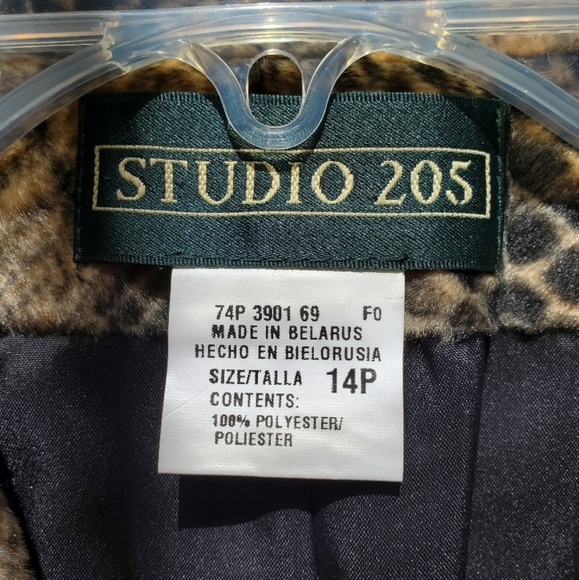 STUDIO 205
74P 3901 69 F0
MADE IN BELARUS
HECHO EN BIELORUSIA
SIZE/TALLA 14P
CONTENTS:
100% POLYESTER/
POLIESTER